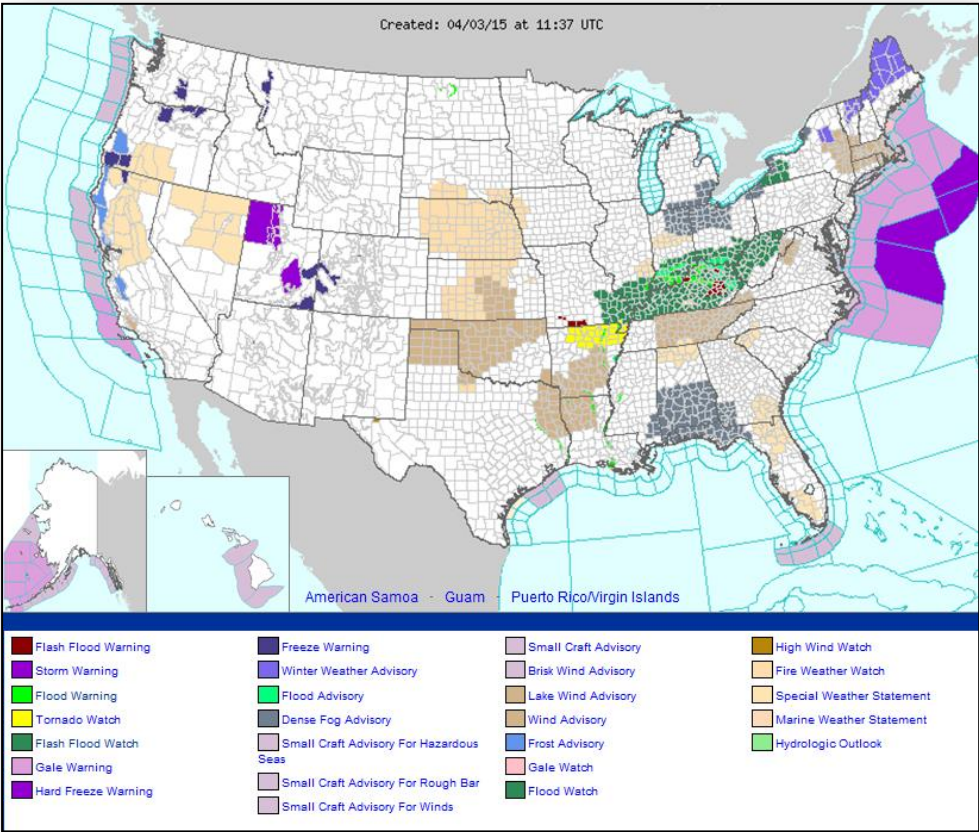 Created: 04/03/15 at 11:37 UTC
American Samoa · Guam · Puerto Rico/Virgin Islands
Flash Flood Warning
Storm Warning
Flood Warning
Tornado Watch
Flash Flood Watch
Gale Warning
Hard Freeze Warning
Freeze Warning
Winter Weather Advisory
Flood Advisory
Dense Fog Advisory
Small Craft Advisory For Hazardous
Seas
Small Craft Advisory For Rough Bar
Small Craft Advisory For Winds
Small Craft Advisory
Brisk Wind Advisory
Lake Wind Advisory
Wind Advisory
Frost Advisory
Gale Watch
Flood Watch
High Wind Watch
Fire Weather Watch
Special Weather Statement
Marine Weather Statement
Hydrologic Outlook